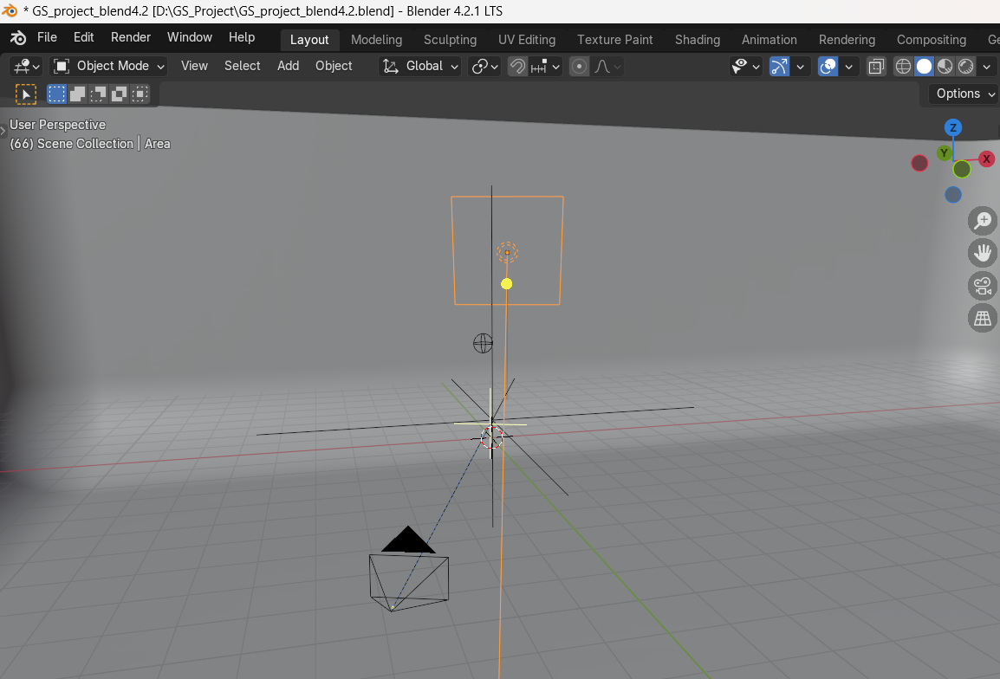 * GS_project_blend4.2 [D:\GS_Project\GS_project_blend4.2.blend] - Blender 4.2.1 LTS
File Edit Render Window Help Layout Modeling Sculpting UV Editing Texture Paint Shading Animation Rendering Compositing Ge
Object Mode View Select Add Object Global
Options
User Perspective
(66) Scene Collection | Area
Z
Y
X